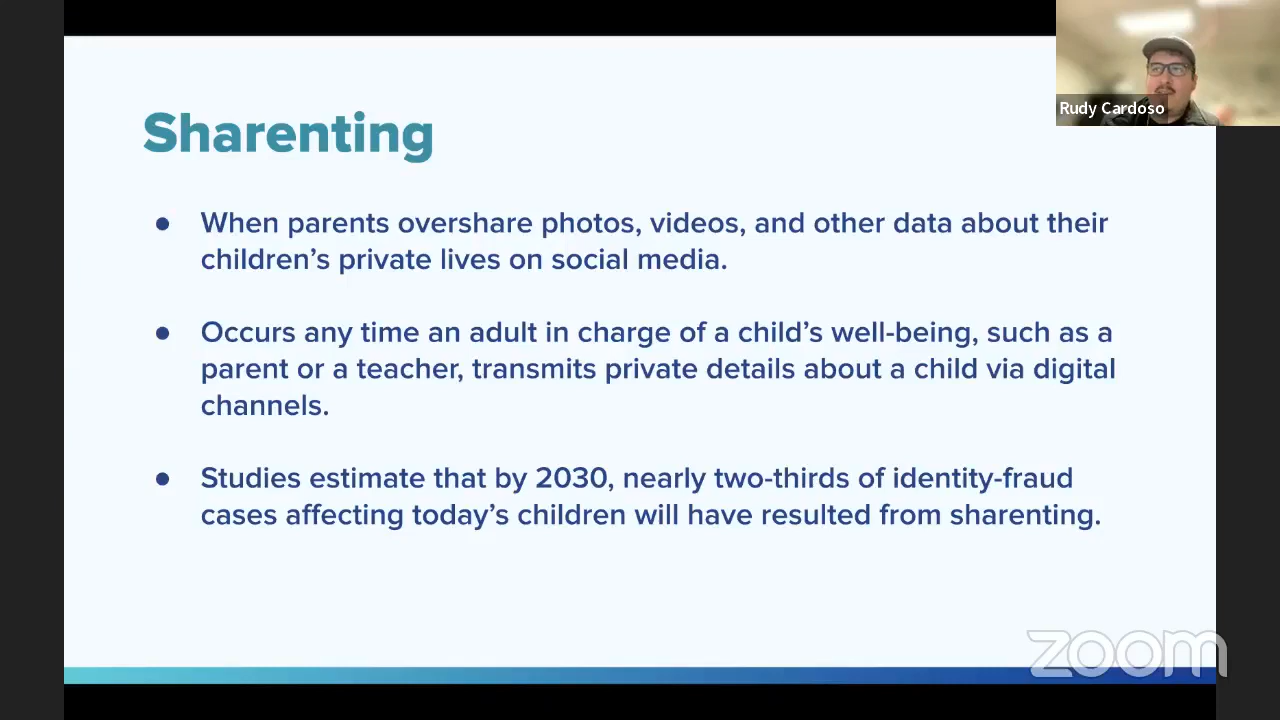 Sharenting
Rudy Cardoso
● When parents overshare photos, videos, and other data about their
children’s private lives on social media.
● Occurs any time an adult in charge of a child’s well-being, such as a
parent or a teacher, transmits private details about a child via digital
channels.
● Studies estimate that by 2030, nearly two-thirds of identity-fraud
cases affecting today’s children will have resulted from sharenting.
zoom